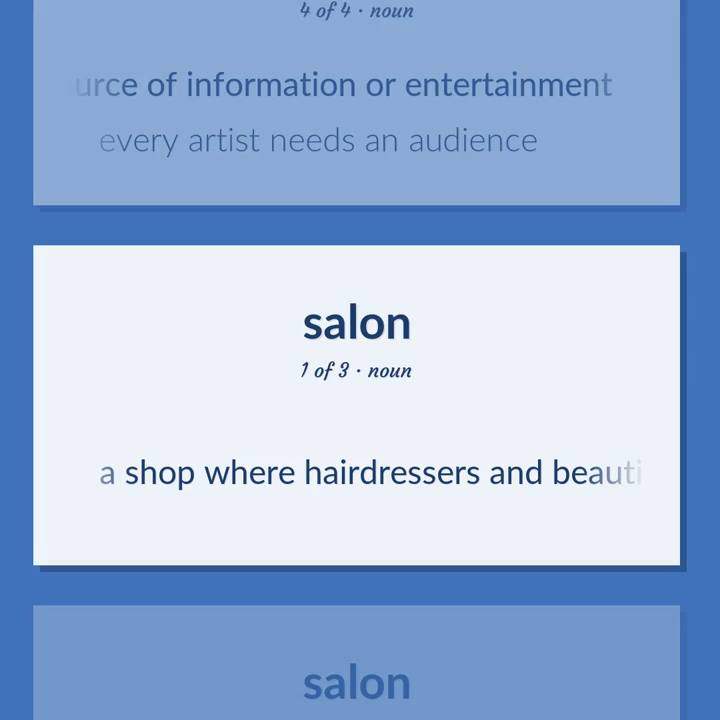 4 of 4 · noun
urce of information or entertainment
every artist needs an audience
salon
1 of 3 · noun
a shop where hairdressers and beauti
salon